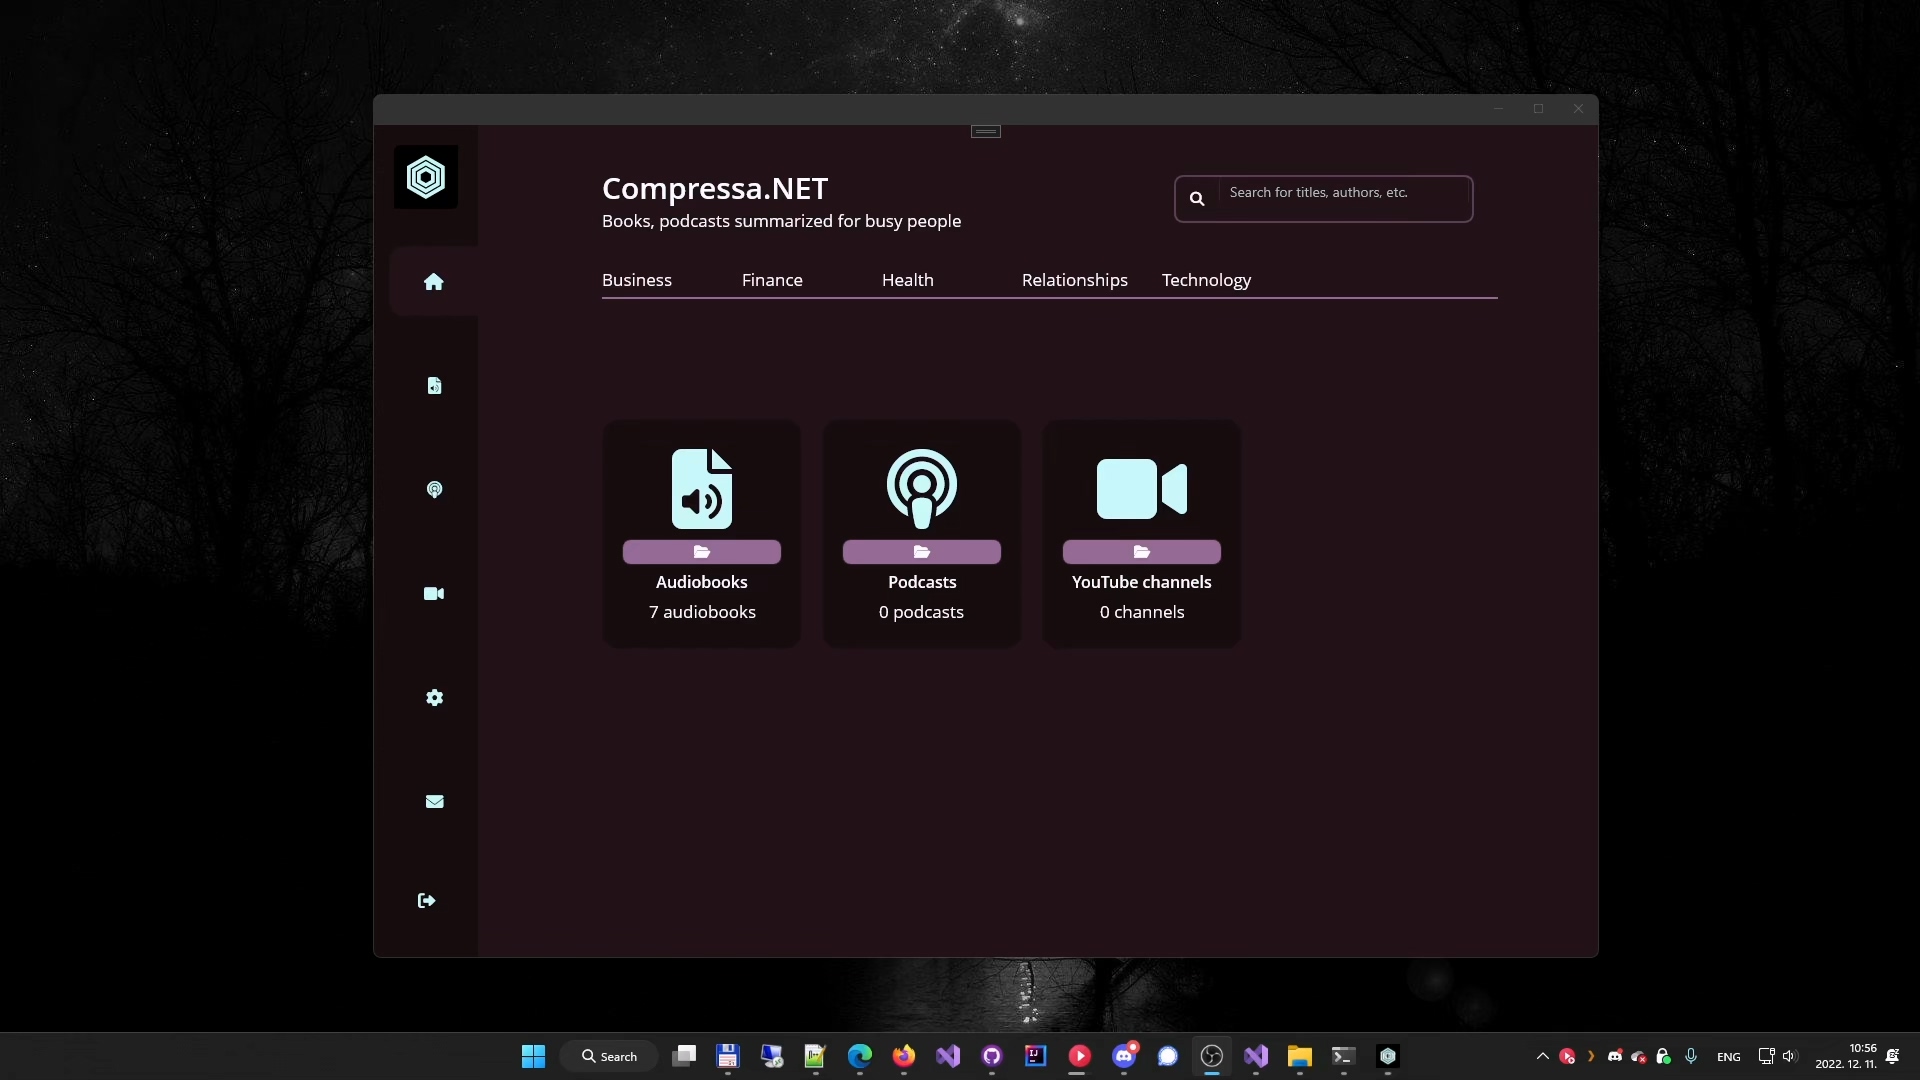 Compressa.NET
Books, podcasts summarized for busy people
Search for titles, authors, etc.
Business Finance Health Relationships Technology
Audiobooks
7 audiobooks
Podcasts
0 podcasts
YouTube channels
0 channels
Search
ENG
10:56
2022. 12. 11.